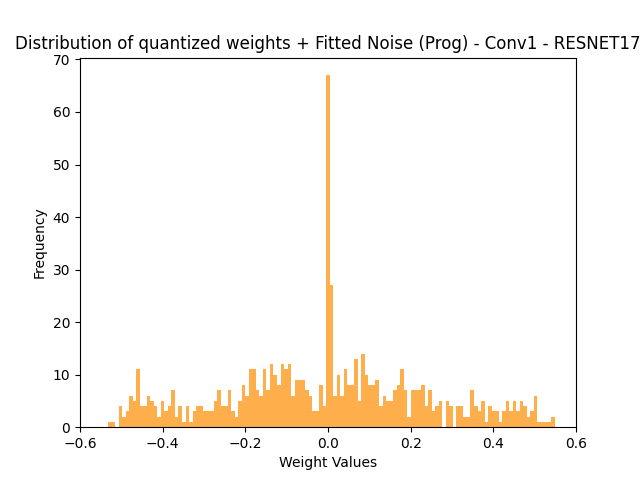 Distribution of quantized weights + Fitted Noise (Prog) - Conv1 - RESNET17
70
60
50
40
30
20
10
0
Frequency
−0.6 −0.4 −0.2 0.0 0.2 0.4 0.6
Weight Values